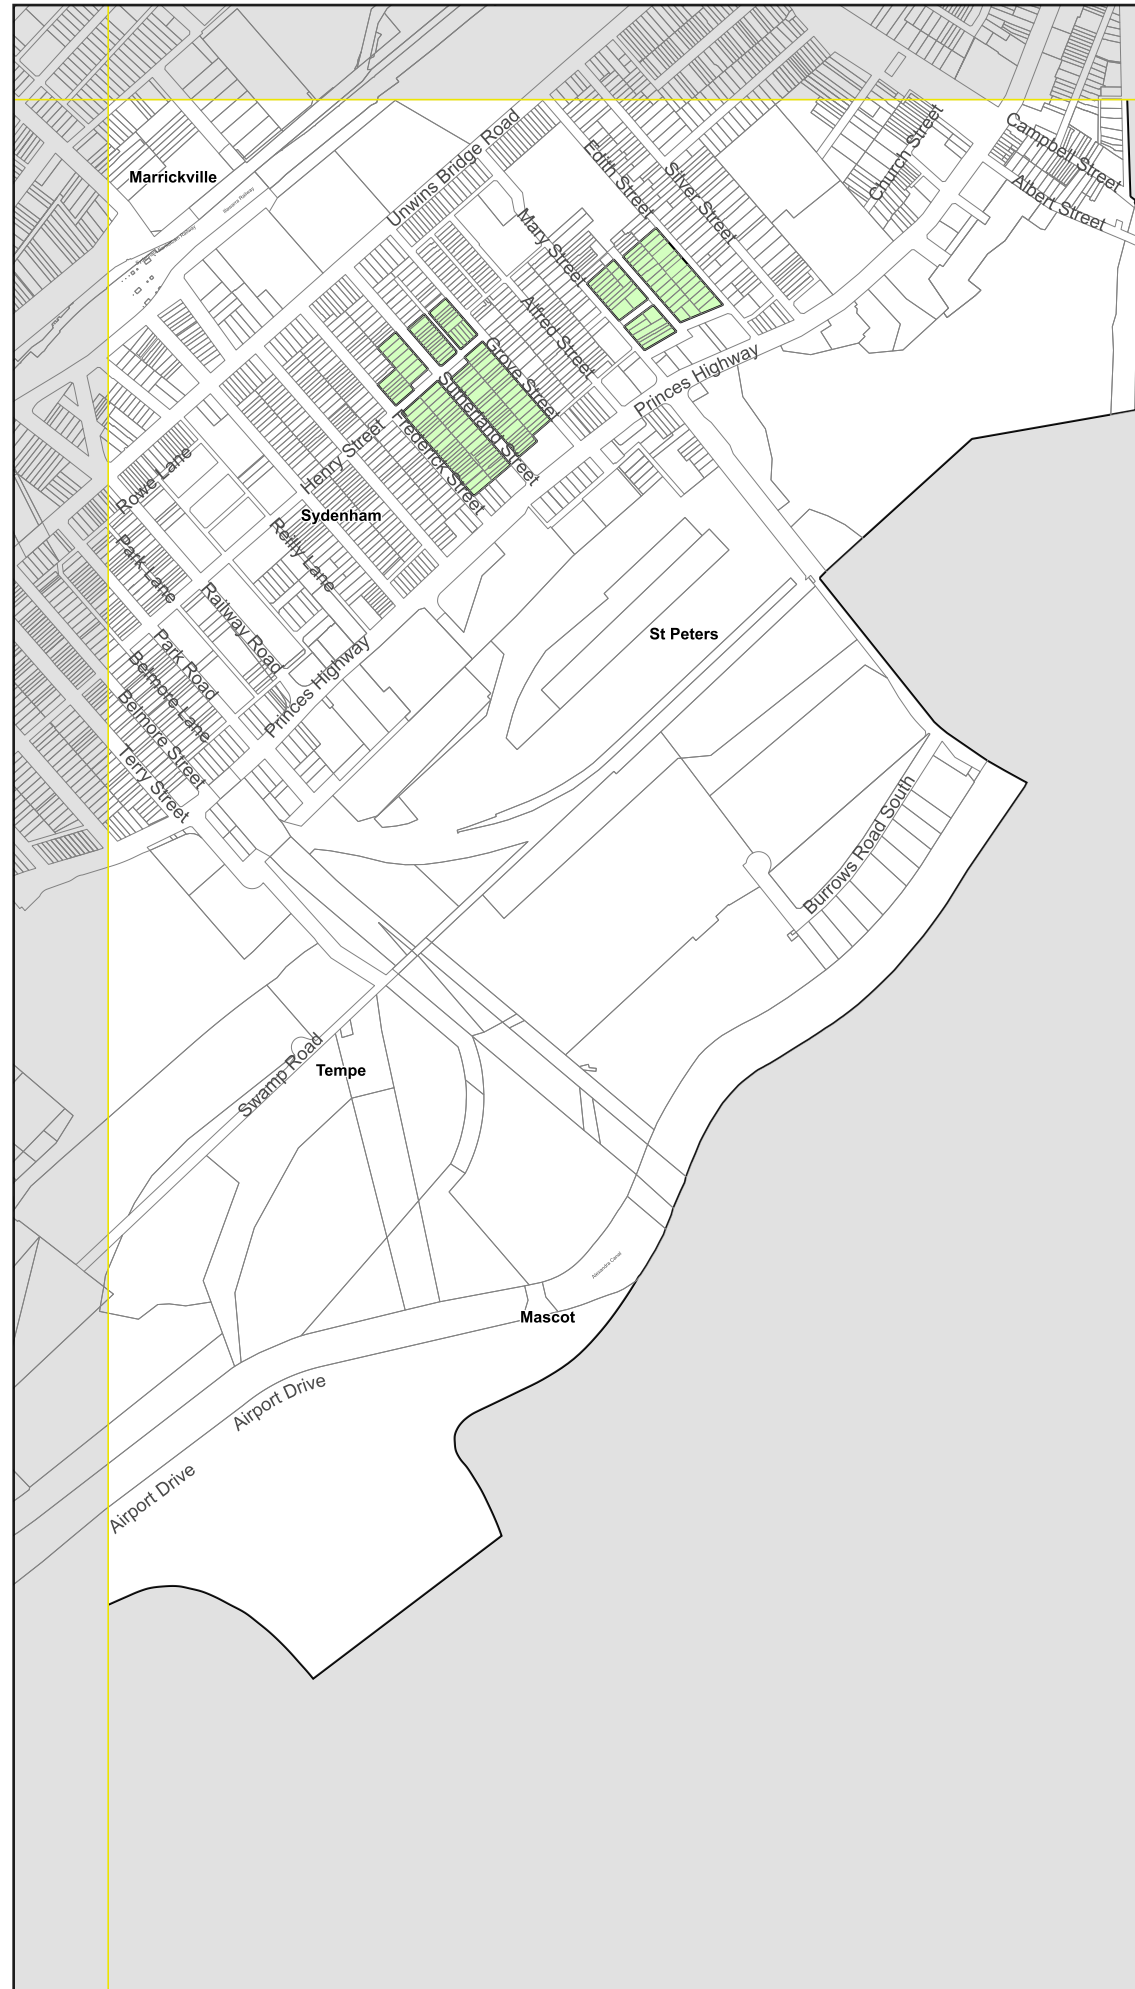 Campbell Street
Church Street
Unwins Bridge Road
Marrickville
Edith Street
Silver Street
Albert Street
Mary Street
Alfred Street
Princes Highway
Grove Street
Sutherland Street
Henry Street
Frederick Street
Rowe Lane
Sydenham
Reilly Lane
Park Lane
Railway Road
St Peters
Park Road
Belmore Lane
Princes Highway
Belmore Street
Terry Street
Burrows Road South
Swamp Road
Tempe
Alexandra Canal
Mascot
Airport Drive
Airport Drive